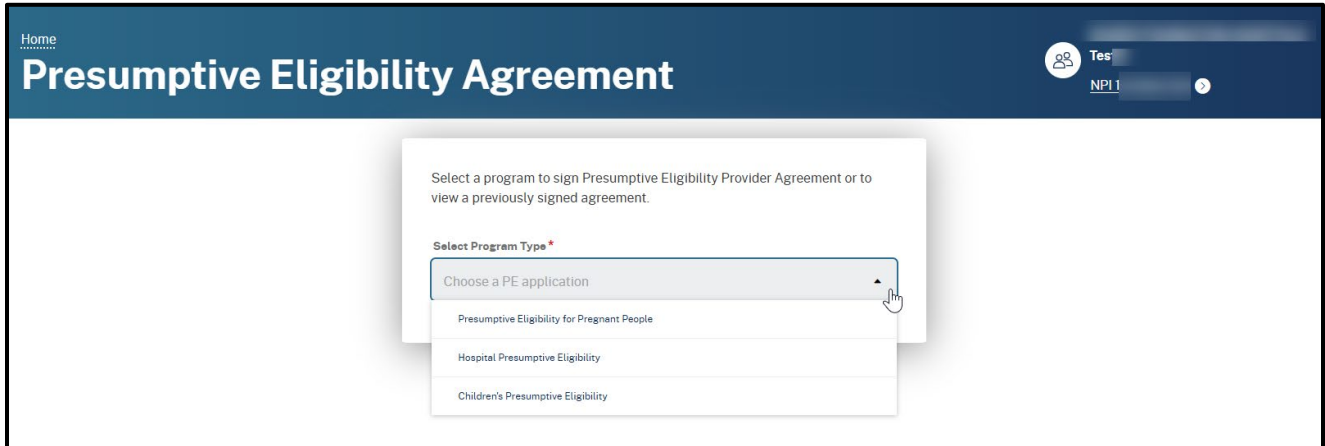 Home
Presumptive Eligibility Agreement
NPI
Select a program to sign Presumptive Eligibility Provider Agreement or to
view a previously signed agreement.
Select Program Type*
Choose a PE application
Presumptive Eligibility for Pregnant People
Hospital Presumptive Eligibility
Children's Presumptive Eligibility